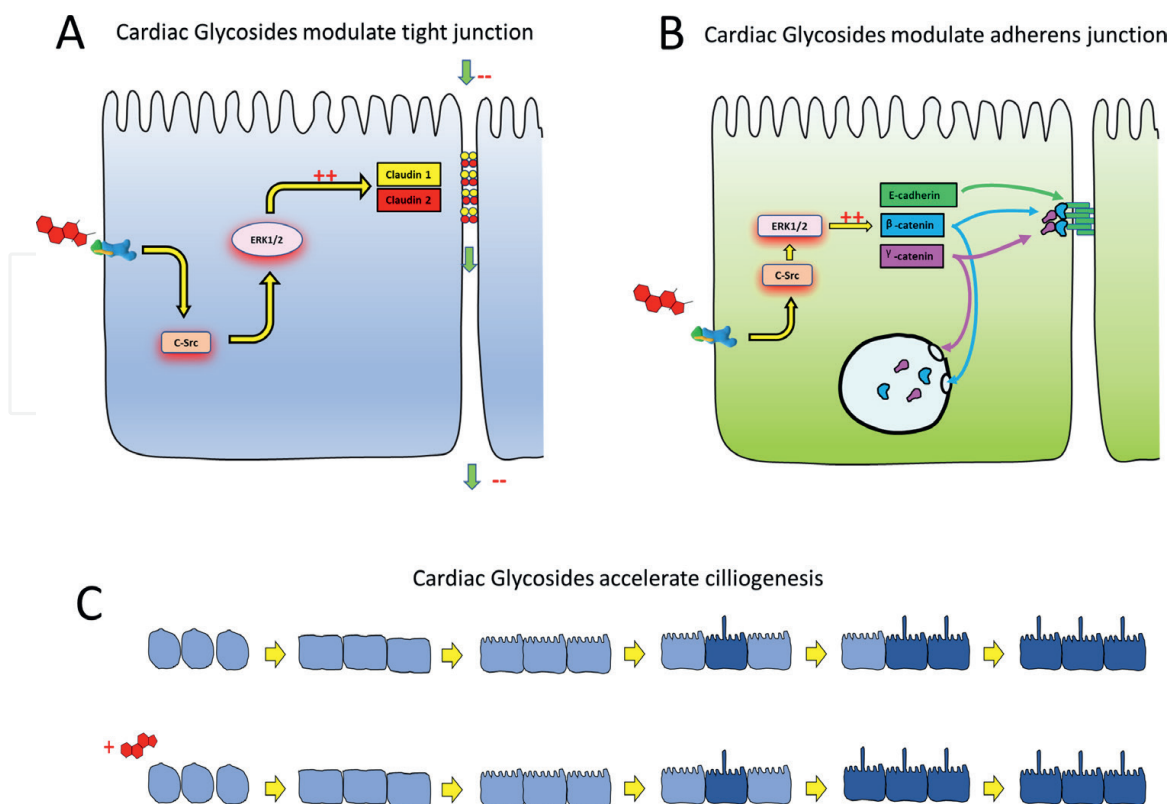 A
Cardiac Glycosides modulate tight junction
--
++
Claudin 1
Claudin 2
ERK1/2
C-Src
--
B
Cardiac Glycosides modulate adherens junction
E-cadherin
++
ERK1/2
β-catenin
γ-catenin
C-Src
Cardiac Glycosides accelerate cilliogenesis
C
+